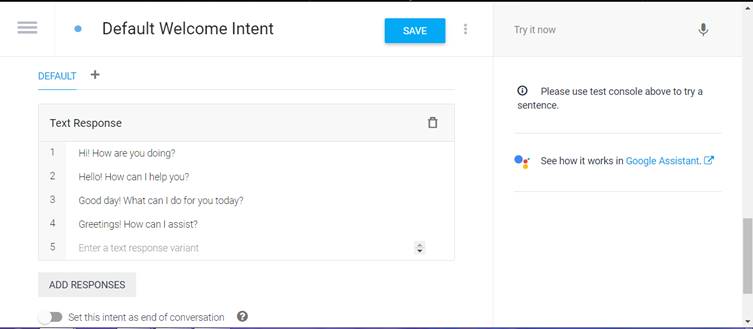 Default Welcome Intent
SAVE
Try it now
DEFAULT
Text Response
1 Hi! How are you doing?
2 Hello! How can I help you?
3 Good day! What can I do for you today?
4 Greetings! How can I assist?
5 Enter a text response variant
ADD RESPONSES
Set this intent as end of conversation
Please use test console above to try a
sentence.
See how it works in Google Assistant.